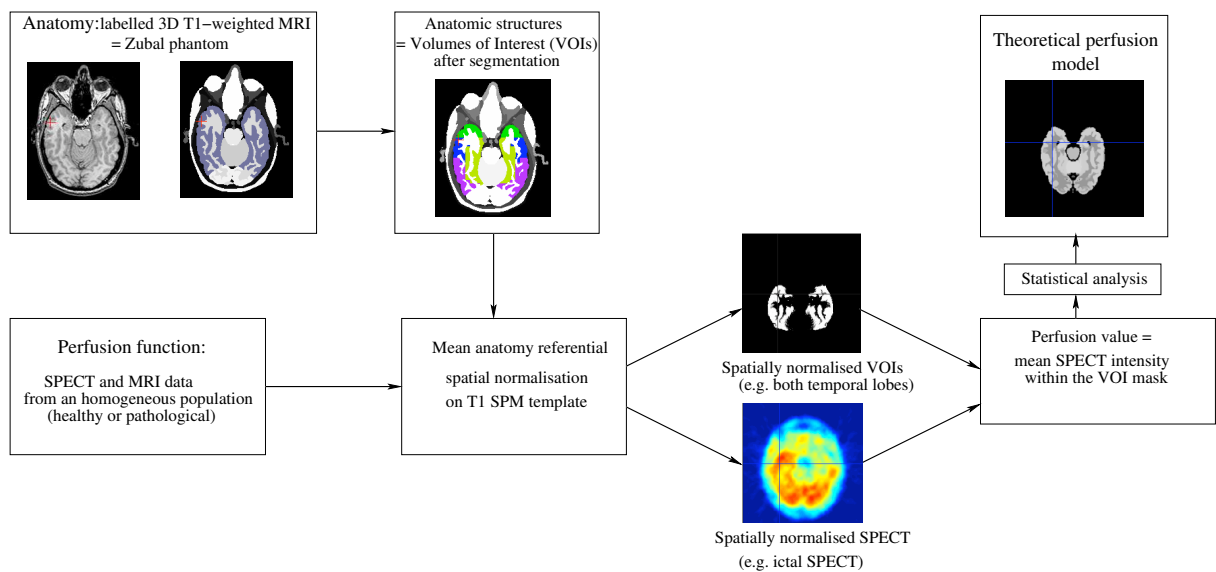 Anatomy:labelled 3D T1−weighted MRI
= Zubal phantom
Anatomic structures
= Volumes of Interest (VOIs)
after segmentation
Theoretical perfusion
model
Statistical analysis
Perfusion function:
SPECT and MRI data
from an homogeneous population
(healthy or pathological)
Mean anatomy referential
spatial normalisation
on T1 SPM template
Spatially normalised VOIs
(e.g. both temporal lobes)
Spatially normalised SPECT
(e.g. ictal SPECT)
Perfusion value =
mean SPECT intensity
within the VOI mask